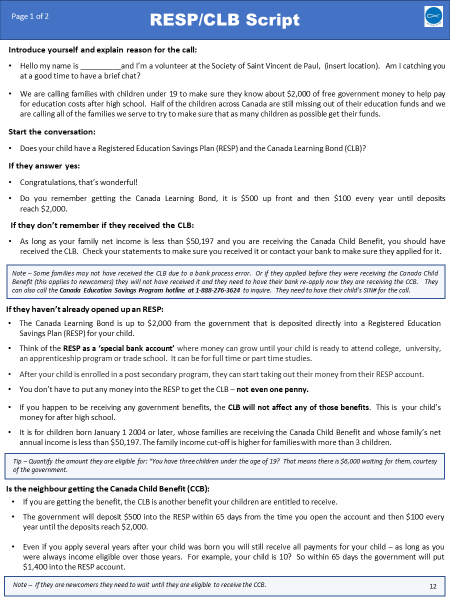 Page 1 of 2
RESP/CLB Script
Introduce yourself and explain reason for the call:
• Hello my name is __________and I'm a volunteer at the Society of Saint Vincent de Paul, (insert location). Am I catching you
at a good time to have a brief chat?
• We are calling families with children under 19 to make sure they know about $2,000 of free government money to help pay
for education costs after high school. Half of the children across Canada are still missing out of their education funds and we
are calling all of the families we serve to try to make sure that as many children as possible get their funds.
Start the conversation:
• Does your child have a Registered Education Savings Plan (RESP) and the Canada Learning Bond (CLB)?
If they answer yes:
• Congratulations, that's wonderful!
• Do you remember getting the Canada Learning Bond, it is $500 up front and then $100 every year until deposits
reach $2,000.
If they don't remember if they received the CLB:
• As long as your family net income is less than $50,197 and you are receiving the Canada Child Benefit, you should have
received the CLB. Check your statements to make sure you received it or contact your bank to make sure they applied for it.
Note – Some families may not have received the CLB due to a bank process error. Or if they applied before they were receiving the Canada Child
Benefit (this applies to newcomers) they will not have received it and they need to have their bank re-apply now they are receiving the CCB. They
can also call the Canada Education Savings Program hotline at 1-888-276-3624 to inquire. They need to have their child's SIN# for the call.
If they haven't already opened up an RESP:
• The Canada Learning Bond is up to $2,000 from the government that is deposited directly into a Registered Education
Savings Plan (RESP) for your child.
• Think of the RESP as a 'special bank account' where money can grow until your child is ready to attend college, university,
an apprenticeship program or trade school. It can be for full time or part time studies.
• After your child is enrolled in a post secondary program, they can start taking out their money from their RESP account.
• You don't have to put any money into the RESP to get the CLB – not even one penny.
• If you happen to be receiving any government benefits, the CLB will not affect any of those benefits. This is your child's
money for after high school.
• It is for children born January 1 2004 or later, whose families are receiving the Canada Child Benefit and whose family's net
annual income is less than $50,197. The family income cut-off is higher for families with more than 3 children.
Tip – Quantify the amount they are eligible for: "You have three children under the age of 19? That means there is $6,000 waiting for them, courtesy
of the government.
Is the neighbour getting the Canada Child Benefit (CCB):
• If you are getting the benefit, the CLB is another benefit your children are entitled to receive.
• The government will deposit $500 into the RESP within 65 days from the time you open the account and then $100 every
year until the deposits reach $2,000.
• Even if you apply several years after your child was born you will still receive all payments for your child – as long as you
were always income eligible over those years. For example, your child is 10? So within 65 days the government will put
$1,400 into the RESP account.
Note – If they are newcomers they need to wait until they are eligible to receive the CCB.
12